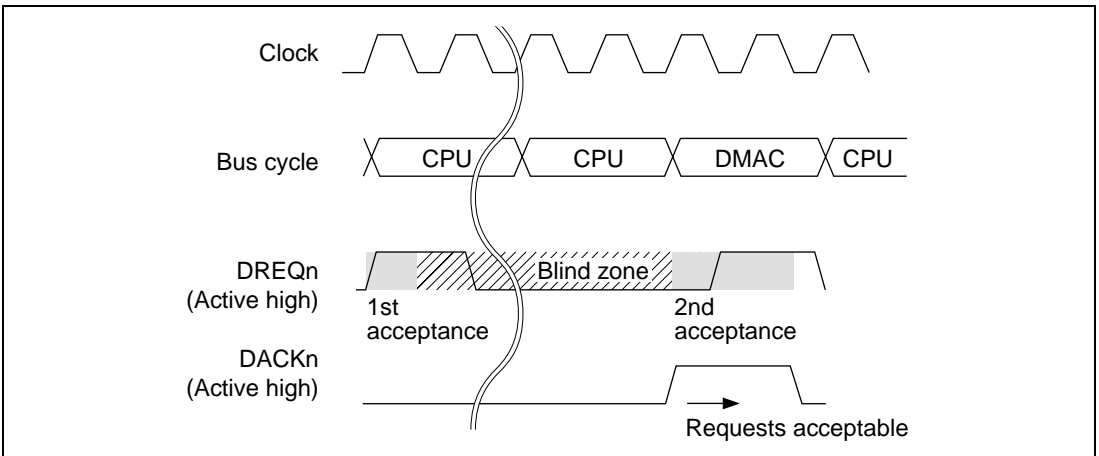 Clock
Bus cycle
CPU CPU DMAC CPU
DREQn
(Active high)
Blind zone
1st
acceptance
2nd
acceptance
DACKn
(Active high)
Requests acceptable